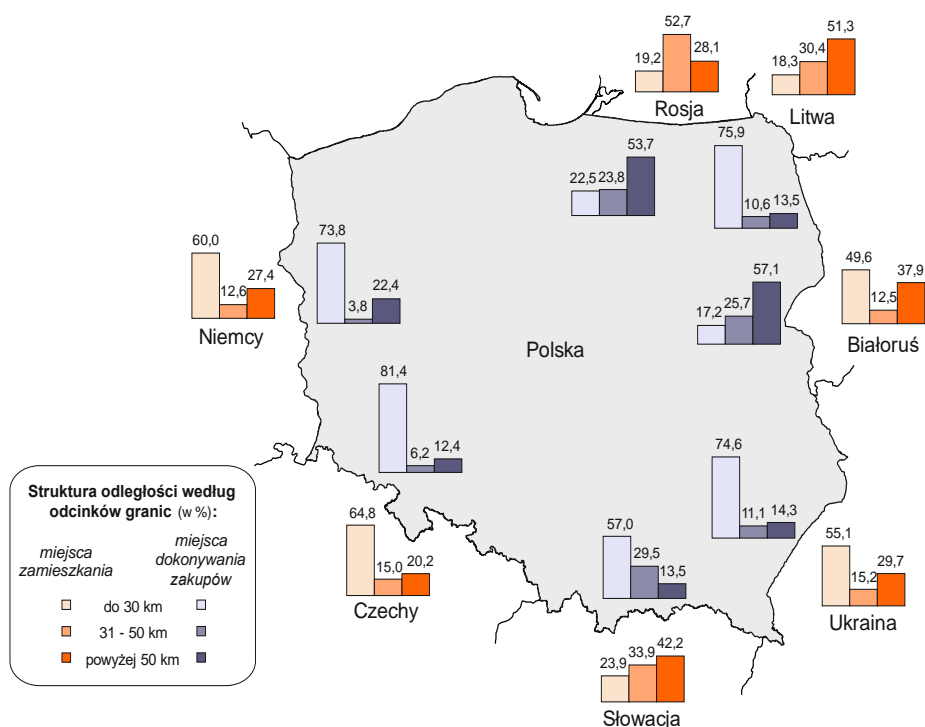 52,7
19,2
28,1
Rosja
51,3
30,4
18,3
Litwa
53,7
22,5 23,8
75,9
10,6 13,5
60,0
12,6
27,4
Niemcy
73,8
3,8
22,4
57,1
17,2
25,7
49,6
12,5
37,9
Białoruś
Polska
81,4
6,2
12,4
74,6
11,1
14,3
Struktura odległości według
odcinków granic (w %):
miejsca
zamieszkania
miejsca
dokonywania
zakupów
do 30 km
31 - 50 km
powyżej 50 km
64,8
15,0
20,2
Czechy
57,0
29,5
13,5
55,1
15,2
29,7
Ukraina
23,9
33,9
42,2
Słowacja